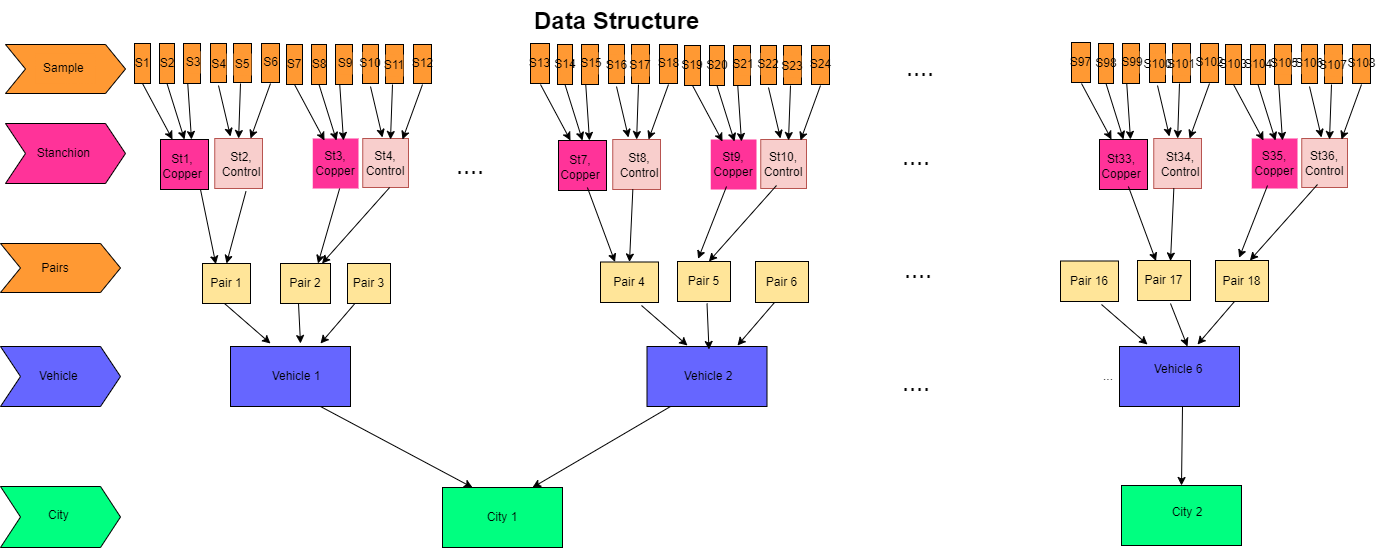 Data Structure
Sample
S1 S2 S3 S4 S5 S6 S7 S8 S9 S10 S11 S12
S13 S14 S15 S16 S17 S18 S19 S20 S21 S22 S23 S24
....
S97 S98 S99 S100 S101 S102 S103 S104 S105 S106 S107 S108
Stanchion
St1,
Copper
St2,
Control
St3,
Copper
St4,
Control
....
St7,
Copper
St8,
Control
St9,
Copper
St10,
Control
....
St33,
Copper
St34,
Control
S35,
Copper
St36,
Control
Pairs
Pair 1
Pair 2
Pair 3
Pair 4
Pair 5
Pair 6
....
Pair 16
Pair 17
Pair 18
Vehicle
Vehicle 1
Vehicle 2
....
...
Vehicle 6
City
City 1
City 2